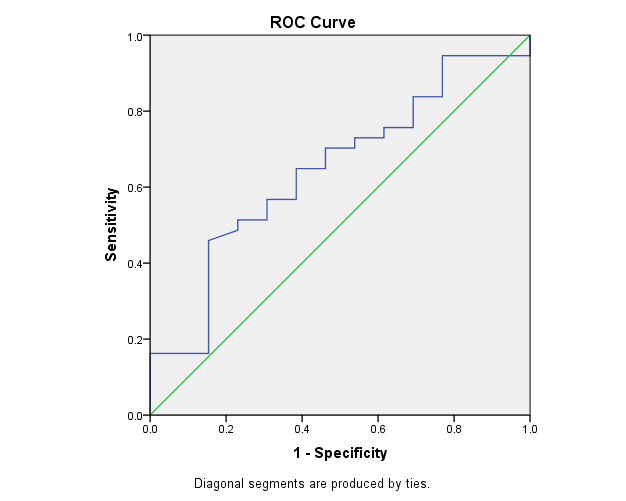 ROC Curve
1.0
0.8
0.6
0.4
0.2
0.0
Sensitivity
0.0 0.2 0.4 0.6 0.8 1.0
1 - Specificity
Diagonal segments are produced by ties.